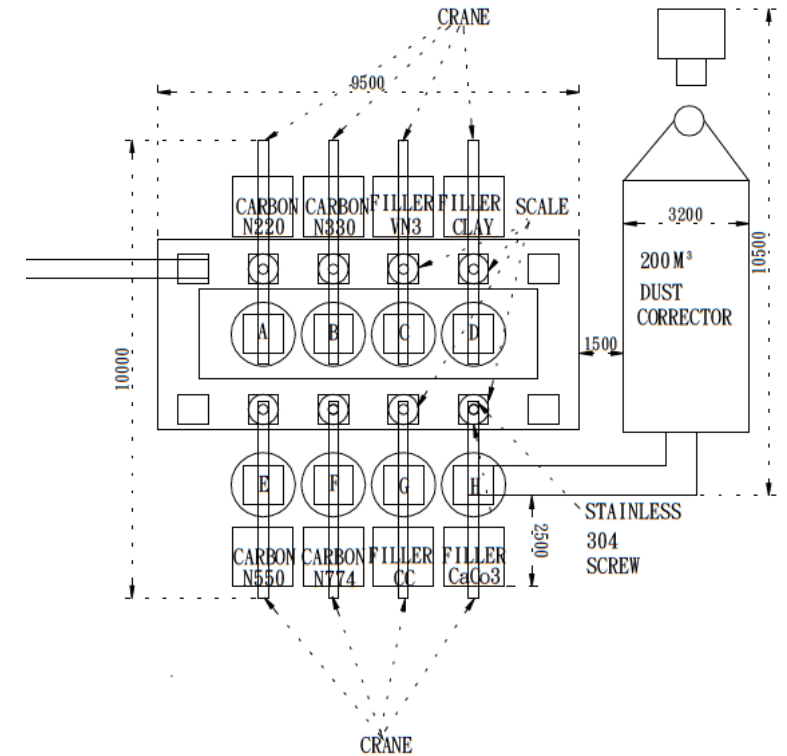 CRANE
9500
CARBON
N220
CARBON
N330
FILLER
VN3
FILLER
CLAY
SCALE
3200
200M³
DUST
CORRECTOR
10500
A
B
C
D
1500
10000
E
F
G
H
STAINLESS
304
SCREW
2500
CARBON
N550
CARBON
N774
FILLER
CC
FILLER
CaCo3
CRANE